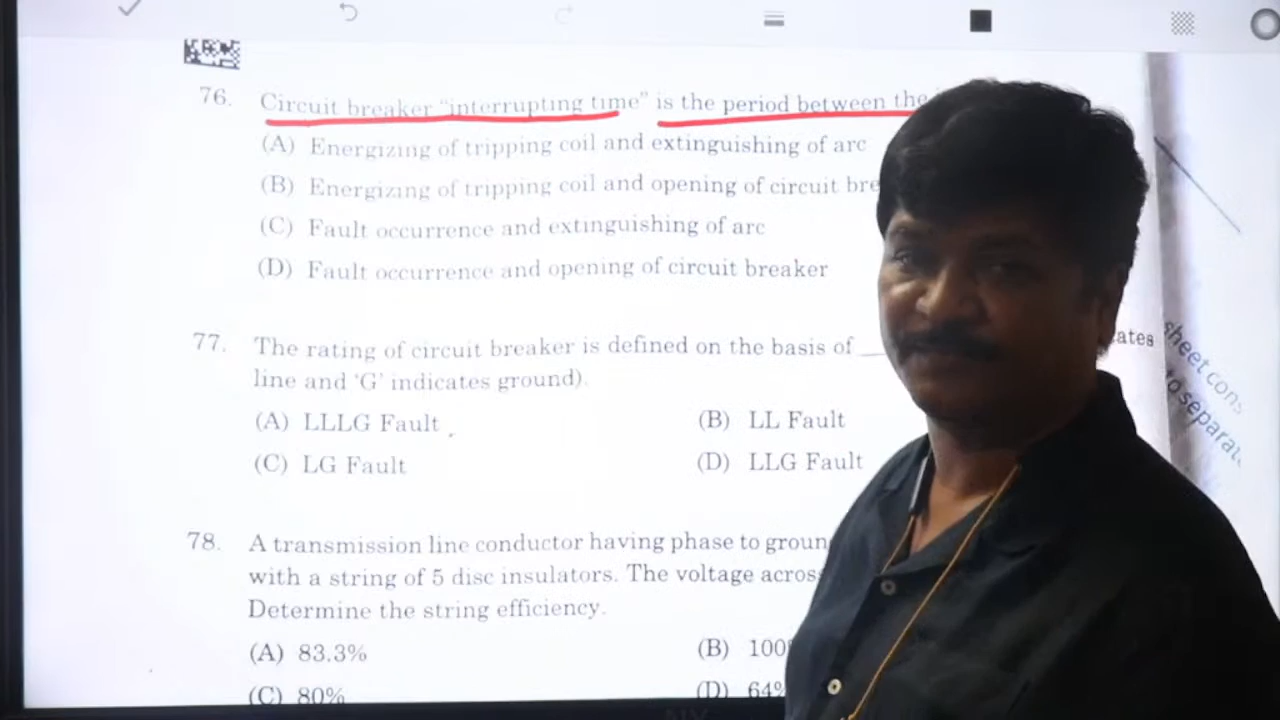 76. Circuit breaker "interrupting time" is the period between the
(A) Energizing of tripping coil and extinguishing of arc
(B) Energizing of tripping coil and opening of circuit bre
(C) Fault occurrence and extinguishing of arc
(D) Fault occurrence and opening of circuit breaker
77. The rating of circuit breaker is defined on the basis of ___ cates
line and 'G' indicates ground).
(A) LLLG Fault (B) LL Fault
(C) LG Fault (D) LLG Fault
78. A transmission line conductor having phase to groun
with a string of 5 disc insulators. The voltage across
Determine the string efficiency.
(A) 83.3% (B) 100
(C) 80% (D) 64%
sheet cons
to separat